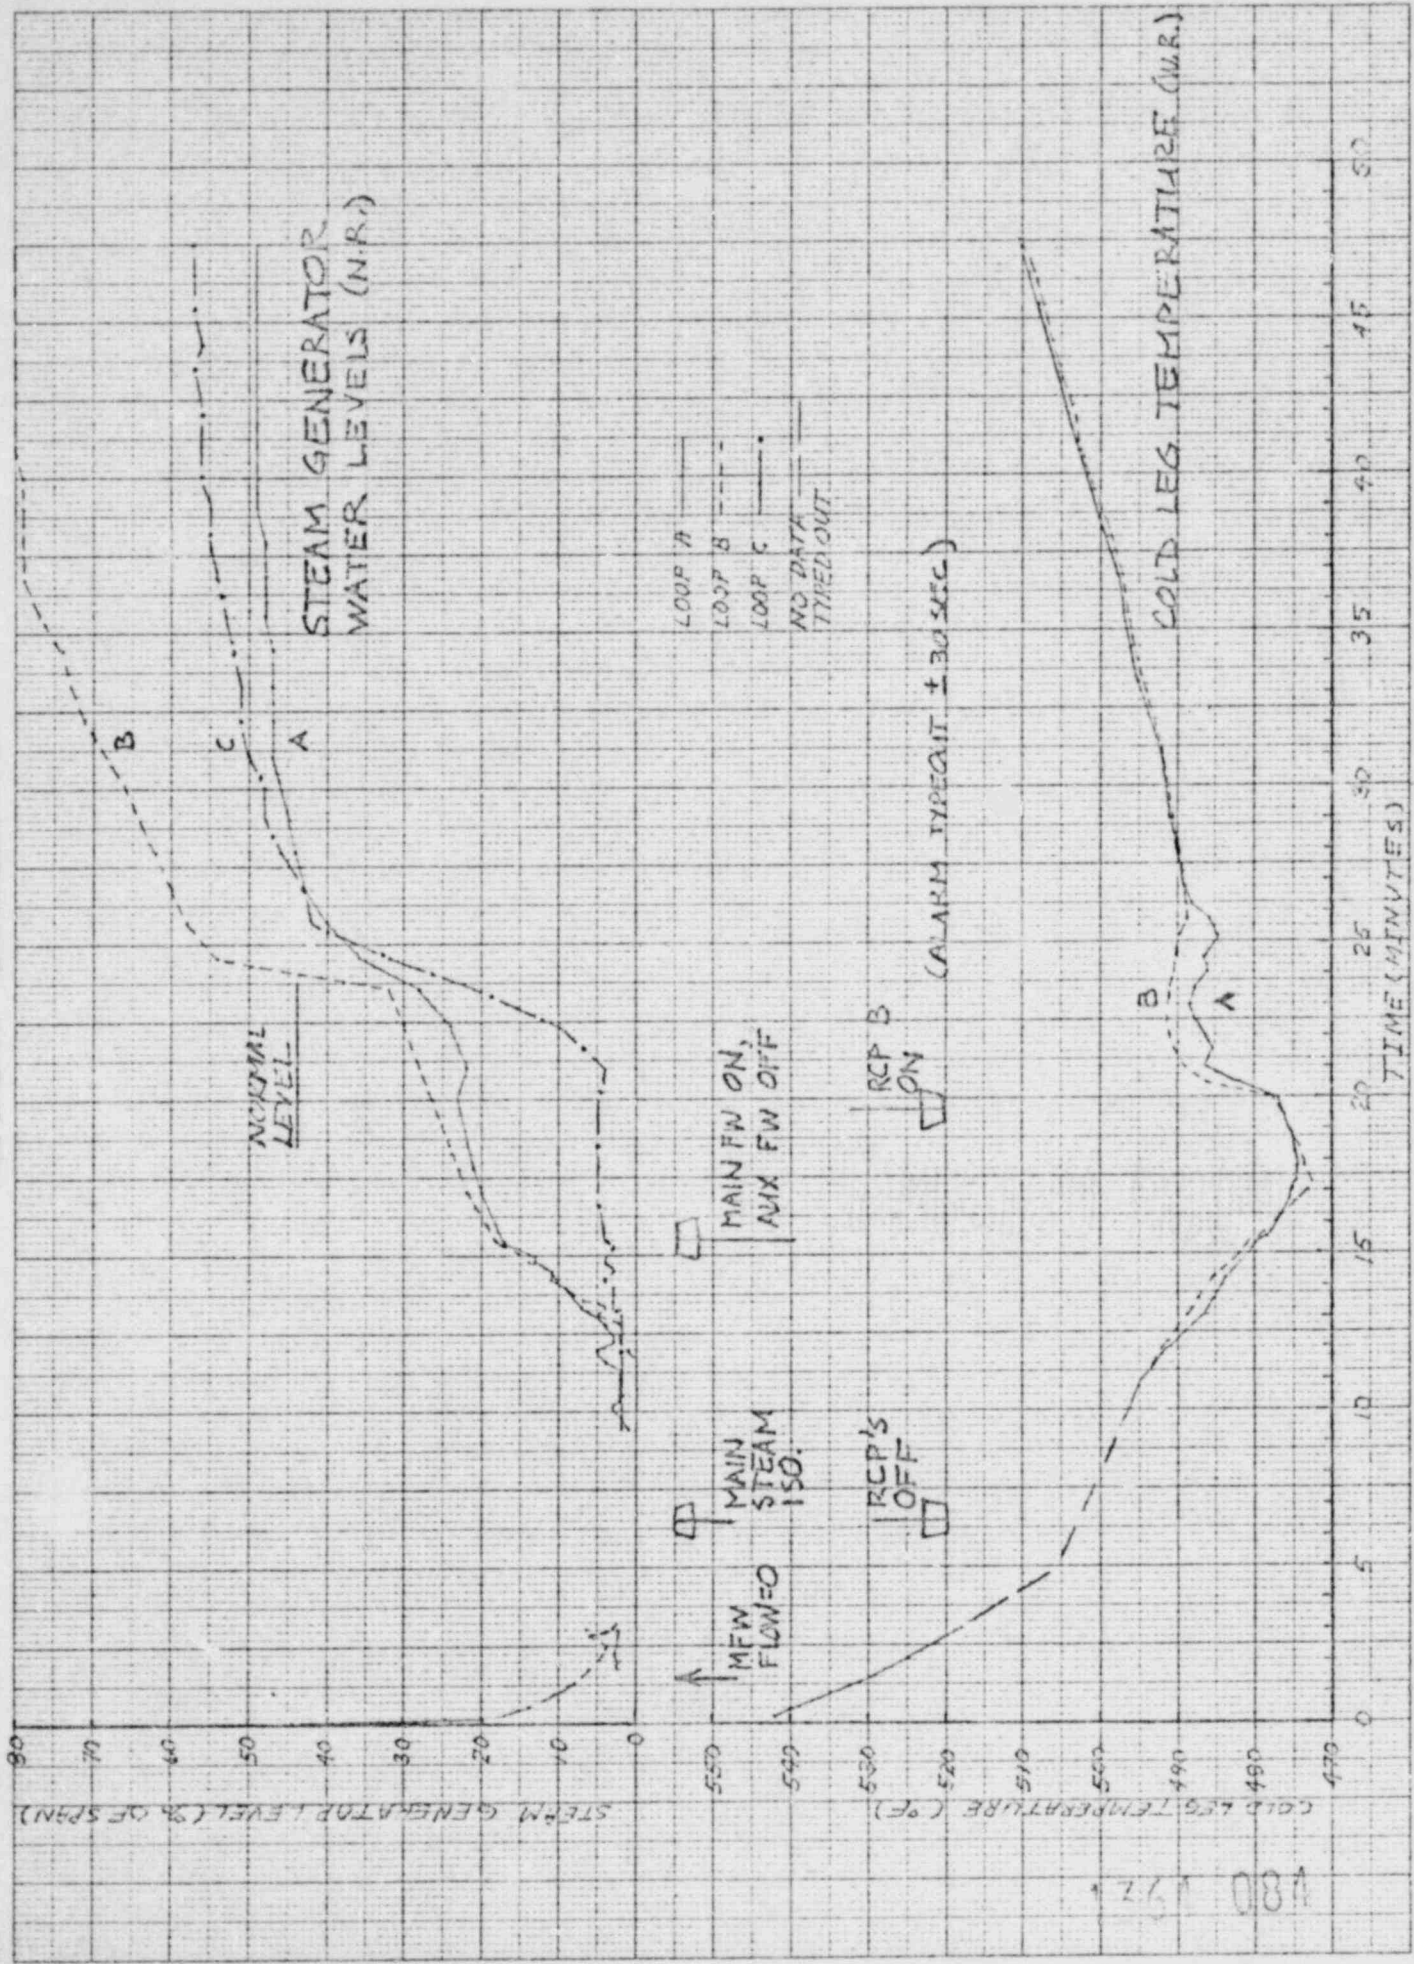 STEAM GENERATOR
WATER LEVELS (N.R.)
STEAM GENERATOR LEVEL (% OF SPAN)
80
70
60
50
40
30
20
10
0
NORMAL
LEVEL
B
C
A
LOOP A
LOOP B
LOOP C
NO DATA
TYPED OUT
MFW
FLOW=0
MAIN
STEAM
ISO.
MAIN FW ON,
AUX FW OFF
RCP'S
OFF
RCP B
ON
(ALARM TYPEOUT ±30 SEC)
COLD LEG TEMPERATURE (°F)
550
540
530
520
510
500
490
480
470
B
A
COLD LEG TEMPERATURE (W.R.)
0
5
10
15
20
25
30
35
40
45
50
TIME (MINUTES)